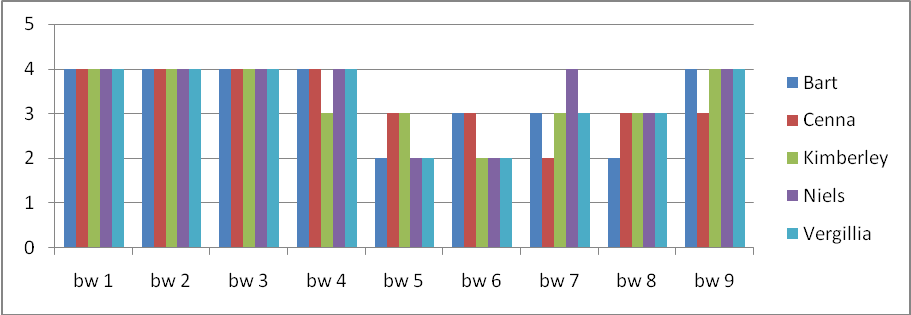 5
4
3
2
1
0
bw 1 bw 2 bw 3 bw 4 bw 5 bw 6 bw 7 bw 8 bw 9
Bart
Cenna
Kimberley
Niels
Vergillia